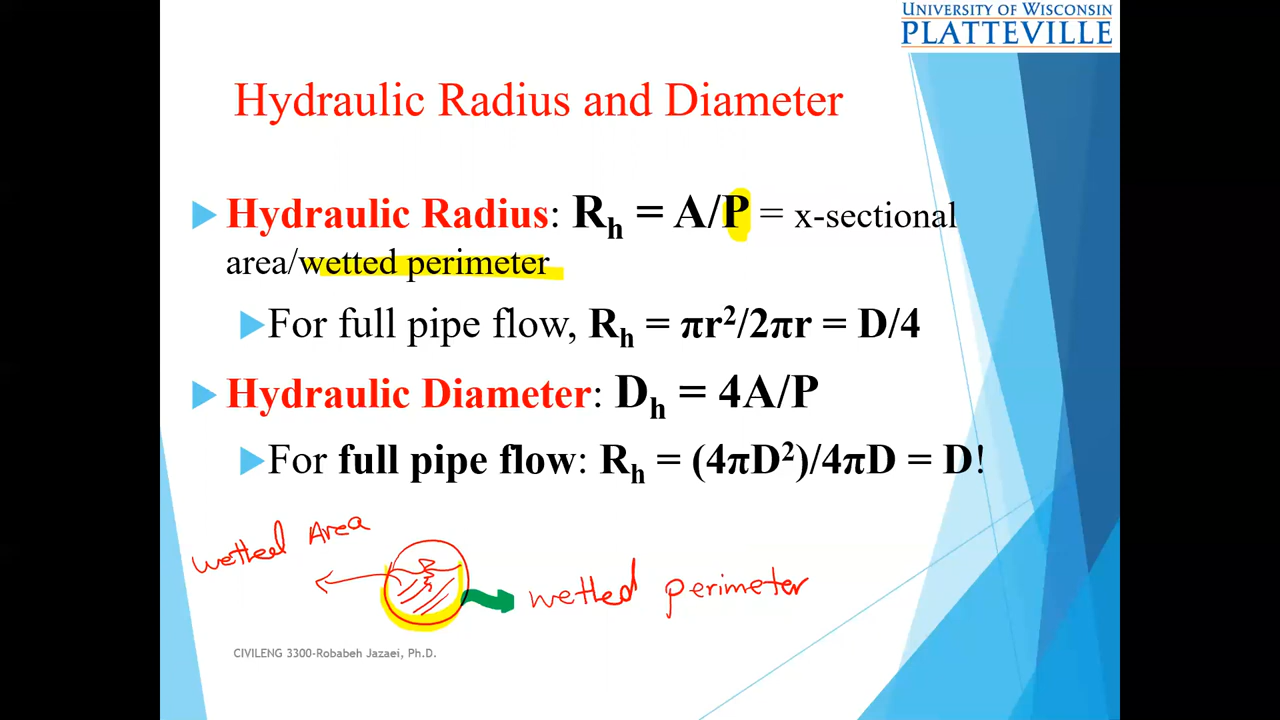 UNIVERSITY OF WISCONSIN
PLATTEVILLE
Hydraulic Radius and Diameter
Hydraulic Radius: Rₕ = A/P = x-sectional
area/wetted perimeter
For full pipe flow, Rₕ = πr²/2πr = D/4
Hydraulic Diameter: Dₕ = 4A/P
For full pipe flow: Rₕ = (4πD²)/4πD = D!
wetted Area
wetted perimeter
CIVILENG 3300-Robabeh Jazaei, Ph.D.